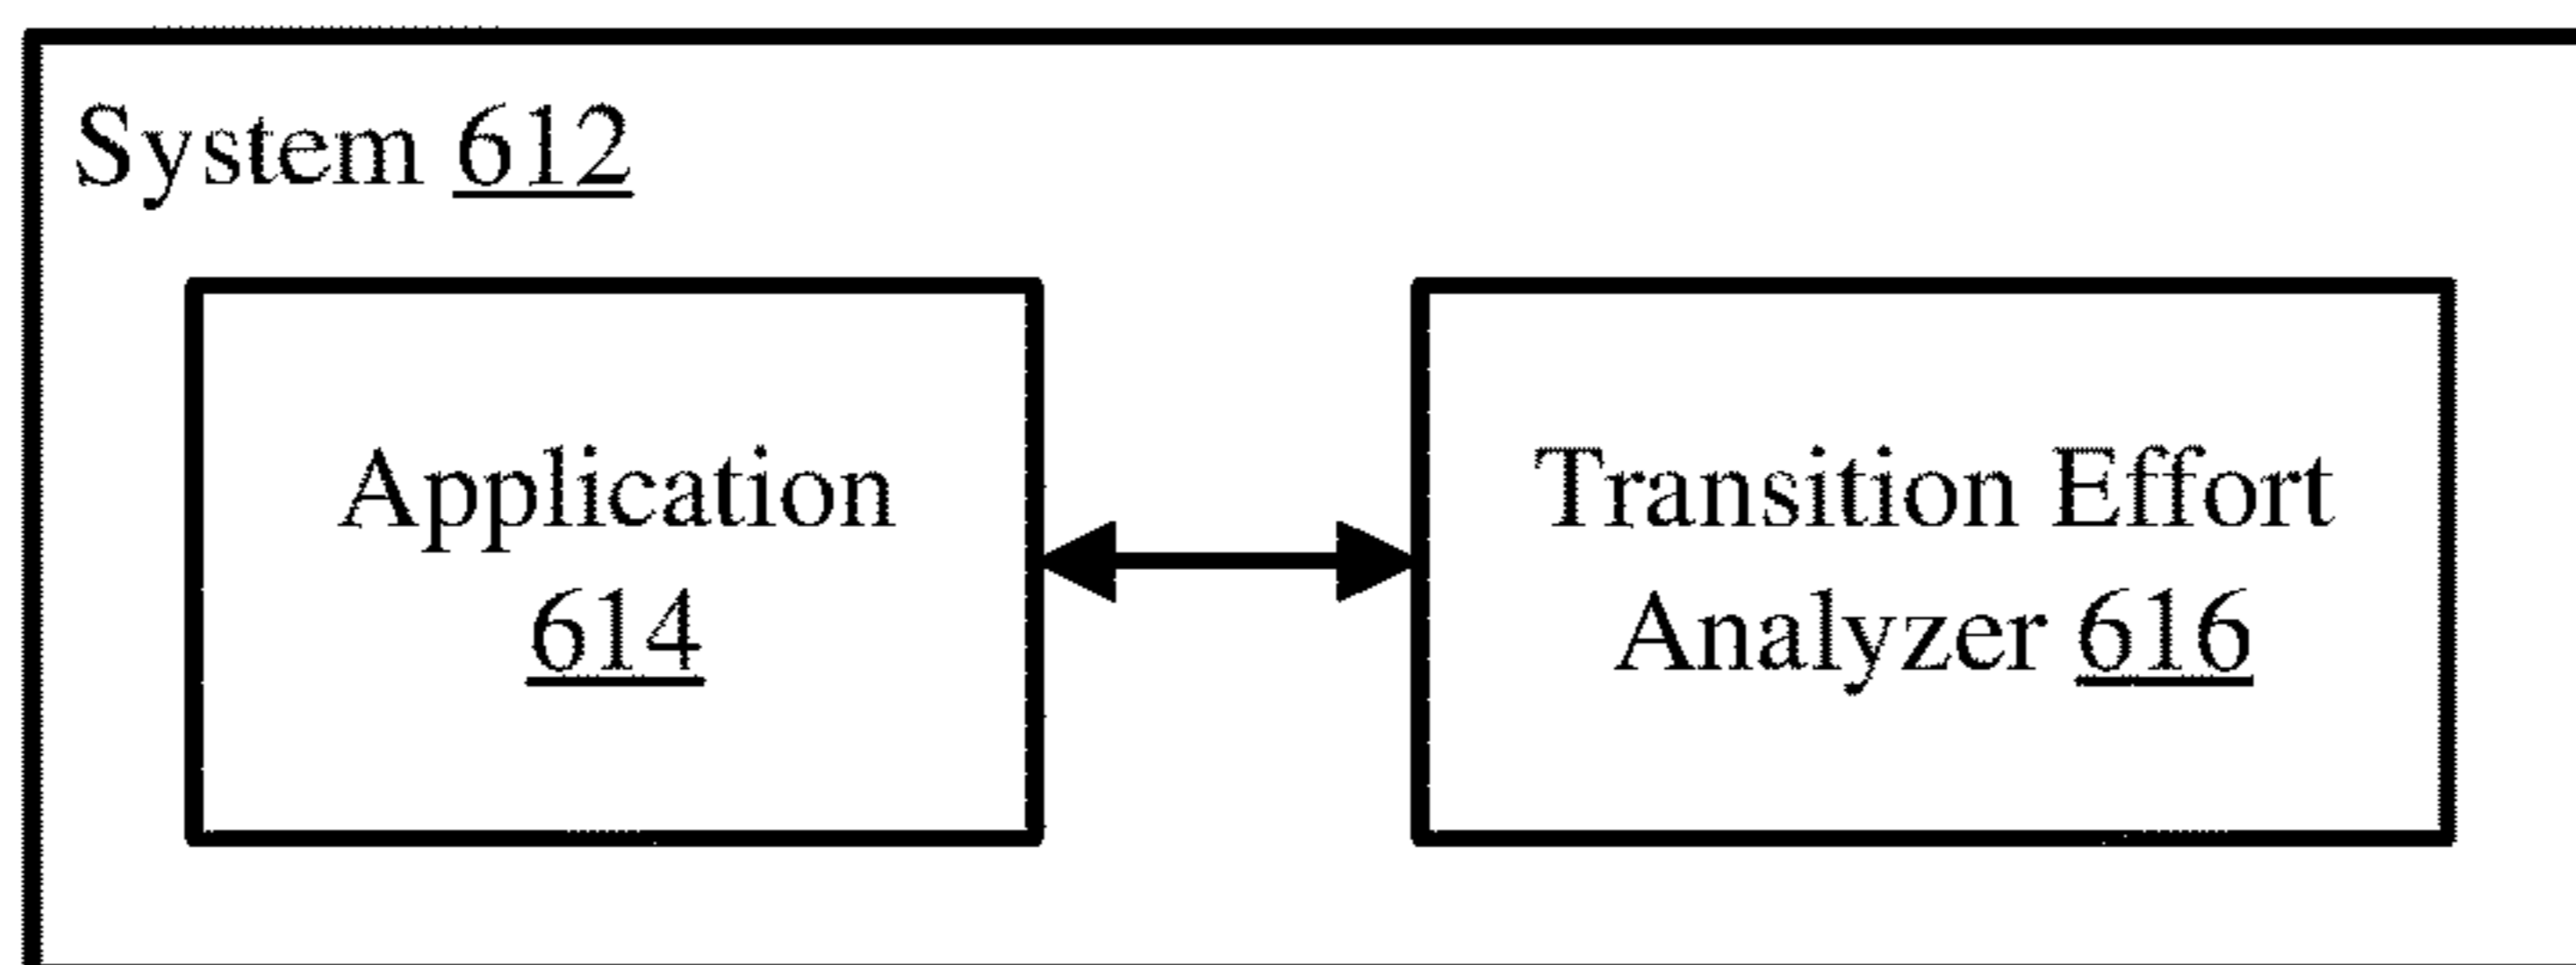 System 612
Application
614
Transition Effort
Analyzer 616